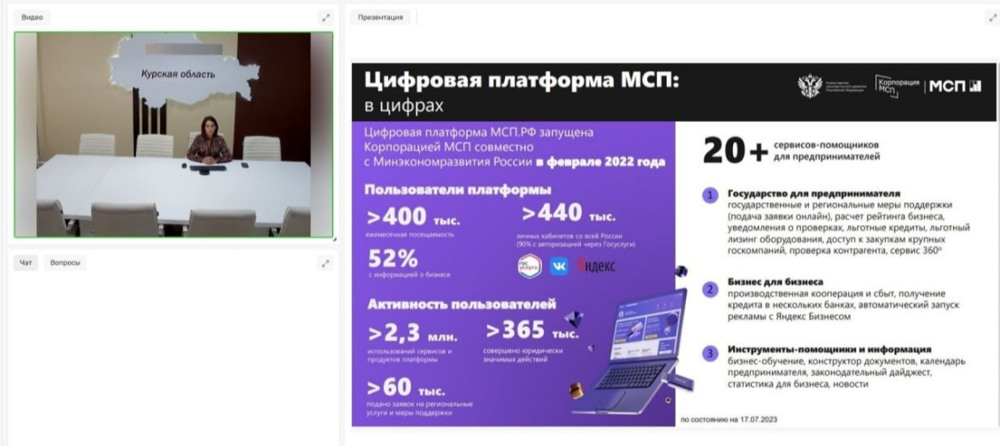 Видео
Курская область
Чат
Вопросы
Презентация
Цифровая платформа МСП:
в цифрах
Корпорация
МСП
МСП
Цифровая платформа МСП.РФ запущена
Корпорацией МСП совместно
с Минэкономразвития России в феврале 2022 года
Пользователи платформы
>400 тыс.
ежемесячная посещаемость
>440 тыс.
личных кабинетов со всей России
(90% с авторизацией через Госуслуги)
52%
с информацией о бизнесе
гос
услуги
Яндекс
Активность пользователей
>2,3 млн.
использований сервисов и
продуктов платформы
>365 тыс.
совершено юридически
значимых действий
>60 тыс.
подано заявок на региональные
услуги и меры поддержки
20+ сервисов-помощников
для предпринимателей
1 Государство для предпринимателя
государственные и региональные меры поддержки
(подача заявки онлайн), расчет рейтинга бизнеса,
уведомления о проверках, льготные кредиты, льготный
лизинг оборудования, доступ к закупкам крупных
госкомпаний, проверка контрагента, сервис 360°
2 Бизнес для бизнеса
производственная кооперация и сбыт, получение
кредита в нескольких банках, автоматический запуск
рекламы с Яндекс Бизнесом
3 Инструменты-помощники и информация
бизнес-обучение, конструктор документов, календарь
предпринимателя, законодательный дайджест,
статистика для бизнеса, новости
по состоянию на 17.07.2023